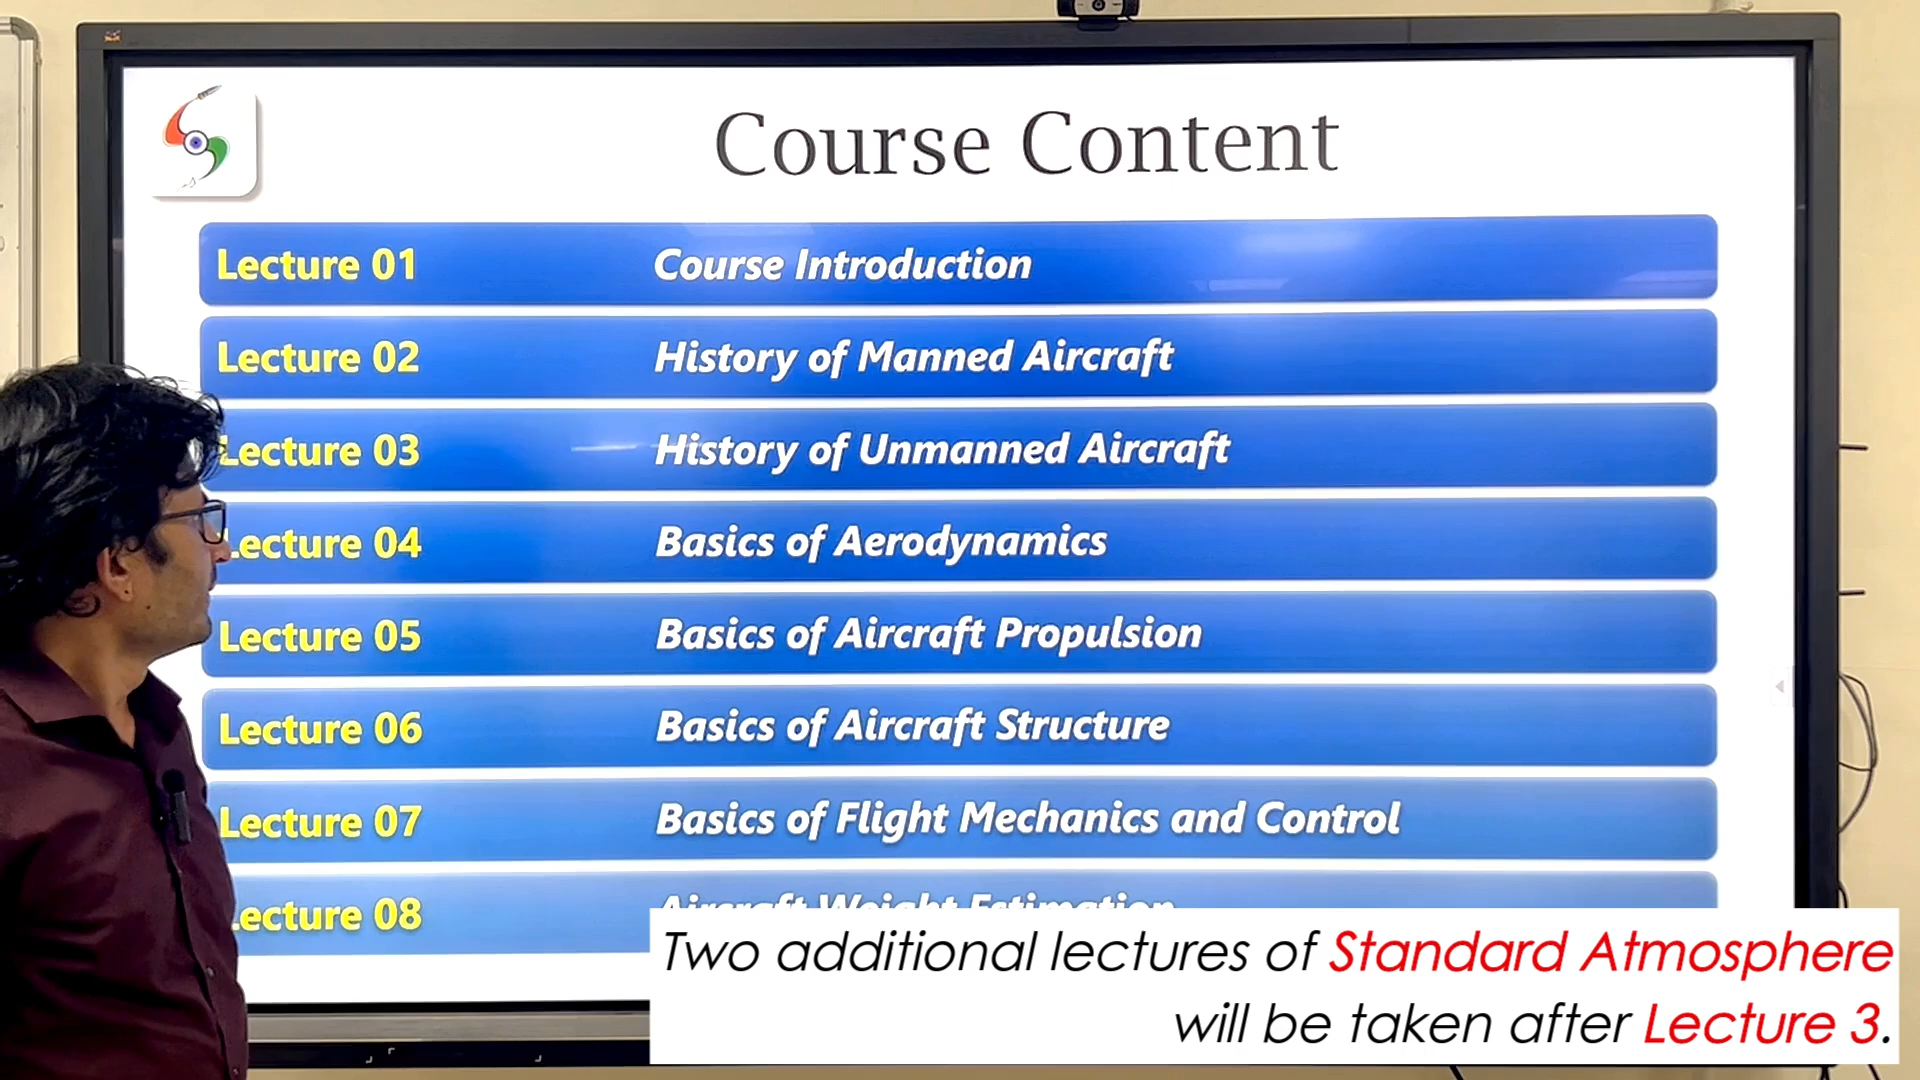 Course Content
Lecture 01 Course Introduction
Lecture 02 History of Manned Aircraft
Lecture 03 History of Unmanned Aircraft
Lecture 04 Basics of Aerodynamics
Lecture 05 Basics of Aircraft Propulsion
Lecture 06 Basics of Aircraft Structure
Lecture 07 Basics of Flight Mechanics and Control
Lecture 08 Aircraft Weight Estimation
Two additional lectures of Standard Atmosphere
will be taken after Lecture 3.